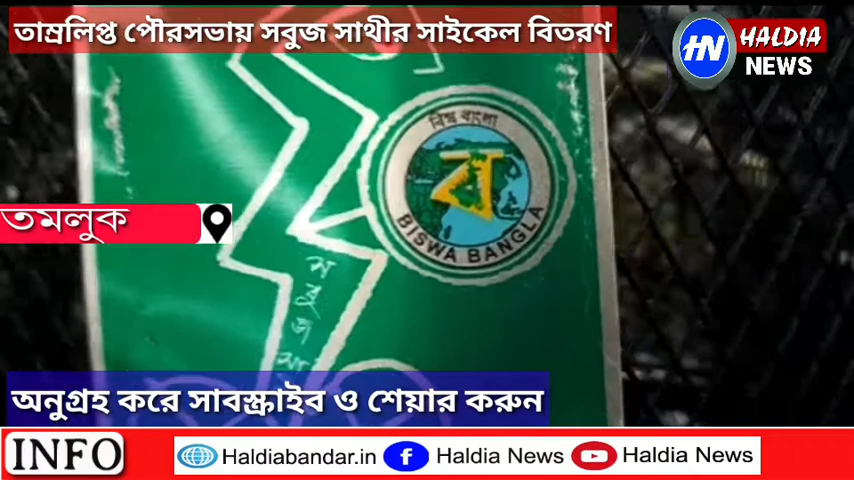 তাম্রলিপ্ত পৌরসভায় সবুজ সাথীর সাইকেল বিতরণ
HN HALDIA
NEWS
বিশ্ব বাংলা
ব
BISWA BANGLA
তমলুক
অনুগ্রহ করে সাবস্ক্রাইব ও শেয়ার করুন
INFO
Haldiabandar.in
Haldia News
Haldia News